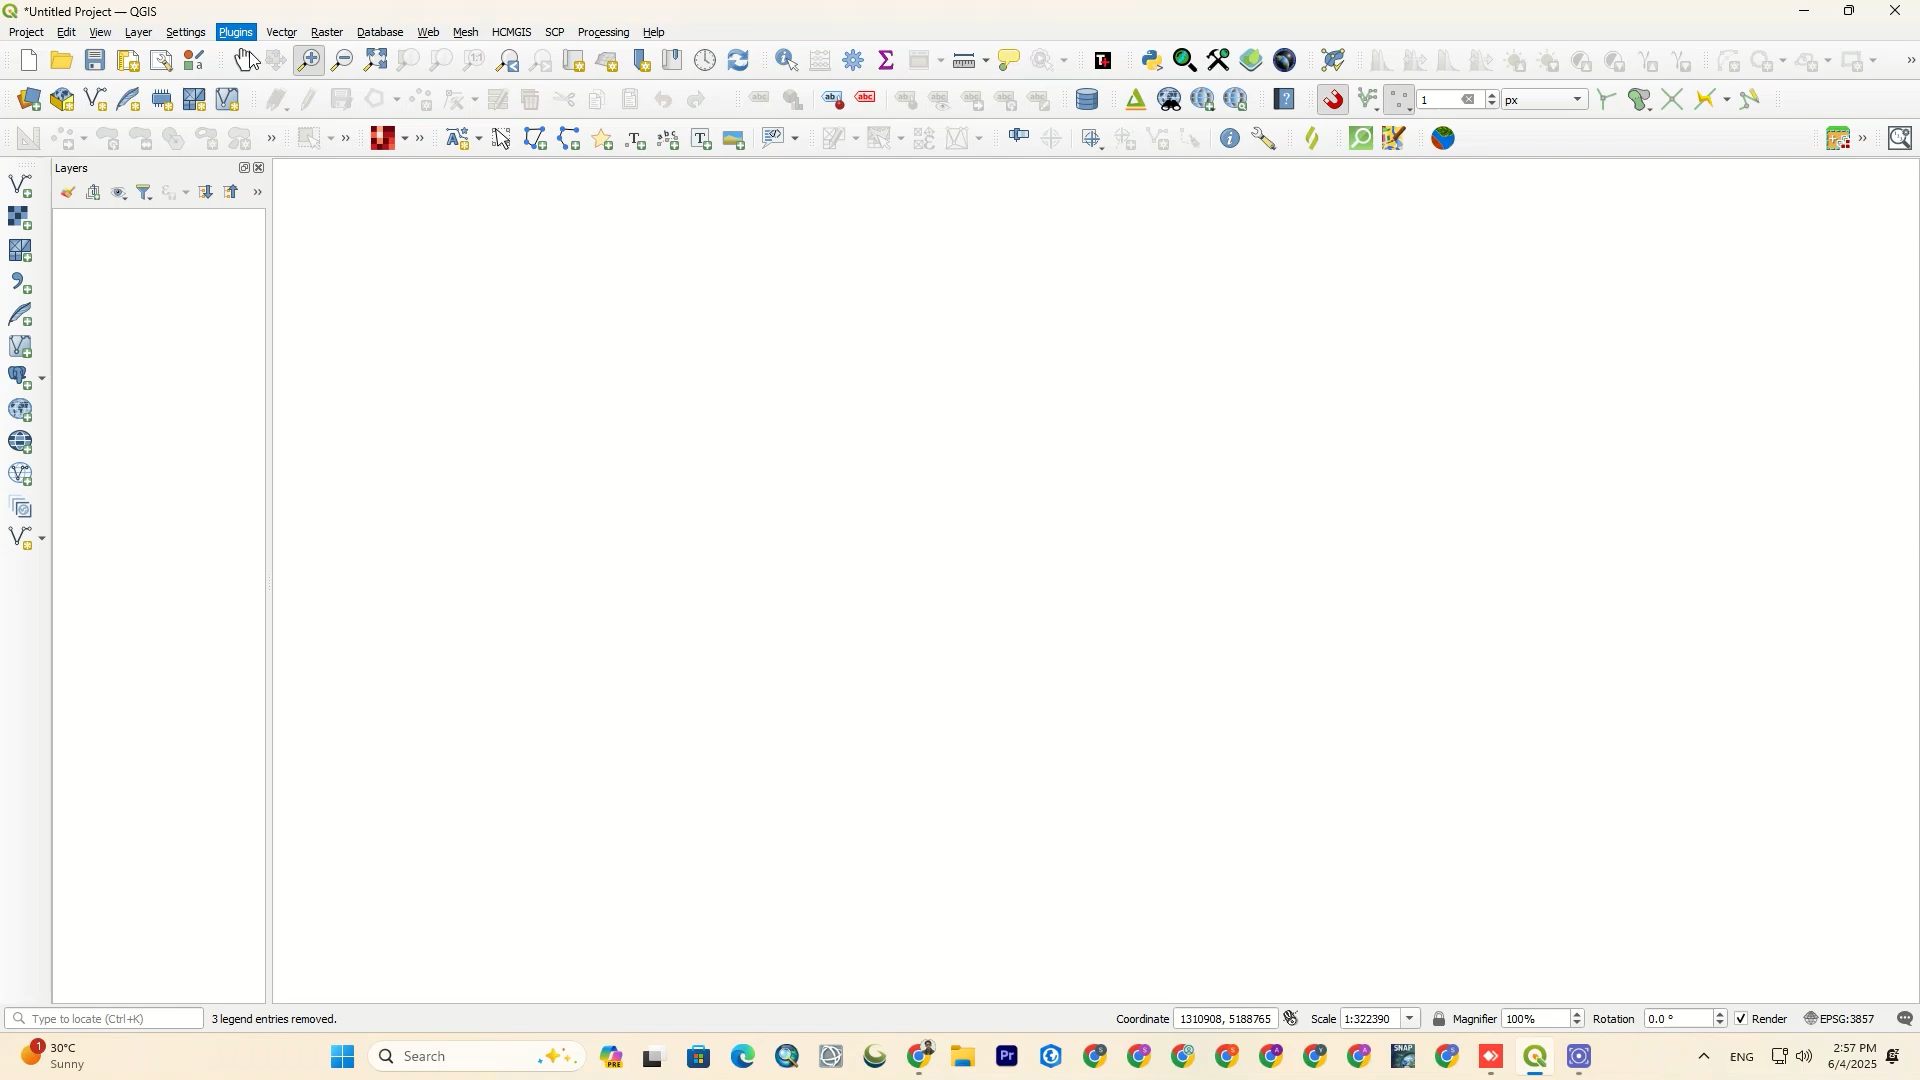 *Untitled Project — QGIS
Project Edit View Layer Settings Plugins Vector Raster Database Web Mesh HCMGIS SCP Processing Help
1 px
Layers
Type to locate (Ctrl+K) 3 legend entries removed. Coordinate 1310908, 5188765 Scale 1:322390 Magnifier 100% Rotation 0.0 ° Render EPSG:3857
1 30°C
Sunny
Search
ENG
2:57 PM
6/4/2025